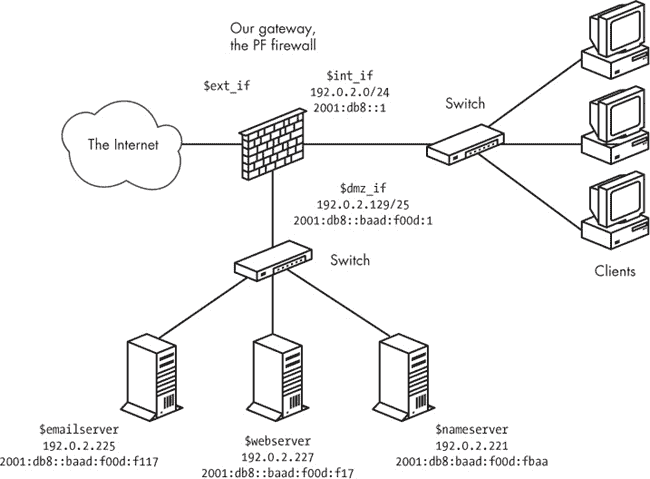 Our gateway,
the PF firewall
$ext_if
$int_if
192.0.2.0/24
2001:db8::1
Switch
The Internet
$dmz_if
192.0.2.129/25
2001:db8::baad:f00d:1
Switch
Clients
$emailserver
192.0.2.225
2001:db8::baad:f00d:f117
$webserver
192.0.2.227
2001:db8::baad:f00d:f17
$nameserver
192.0.2.221
2001:db8:baad:f00d:fbaa